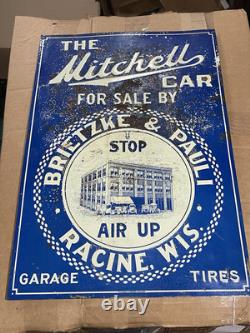 THE
Mitchell
CAR
FOR SALE BY
BRIETZKE & PAULI
STOP
AIR UP
RACINE, WIS.
GARAGE TIRES